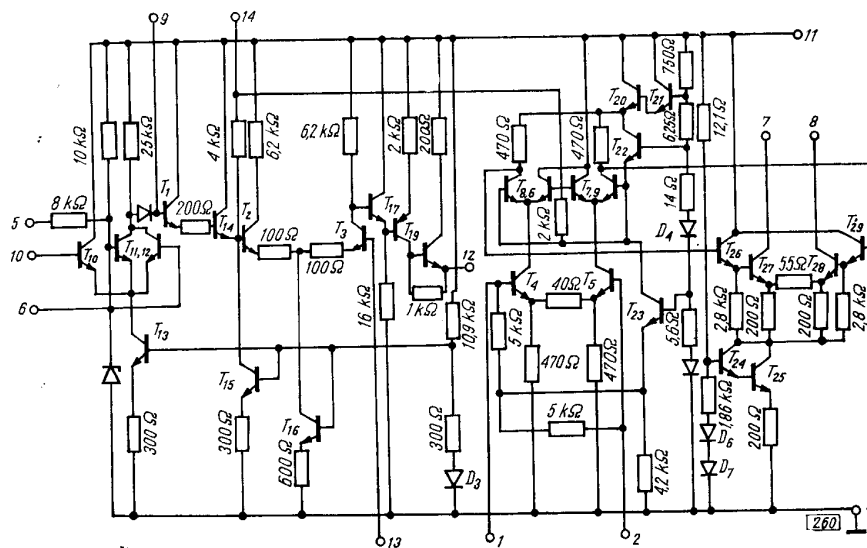 9
14
11
10 kΩ
25 kΩ
T1
200Ω
4 kΩ
6,2 kΩ
6,2 kΩ
2 kΩ
200Ω
470Ω
470Ω
T20
T21
T22
750Ω
6,25Ω
12,1Ω
7
8
5
8 kΩ
10
T10
T11,12
T14
T2
100Ω
100Ω
T3
T17
T19
12
1 kΩ
T8,6
T7,9
2 kΩ
14Ω
D4
T26
T27
55Ω
T28
T29
6
T13
16 kΩ
10,9 kΩ
T4
40Ω
T5
T23
5,6Ω
2,8 kΩ
200Ω
200Ω
2,8 kΩ
T15
T16
5 kΩ
470Ω
470Ω
T24
T25
300Ω
300Ω
600Ω
300Ω
D3
5 kΩ
4,2 kΩ
1,86 kΩ
D6
D7
200Ω
13
1
2
260